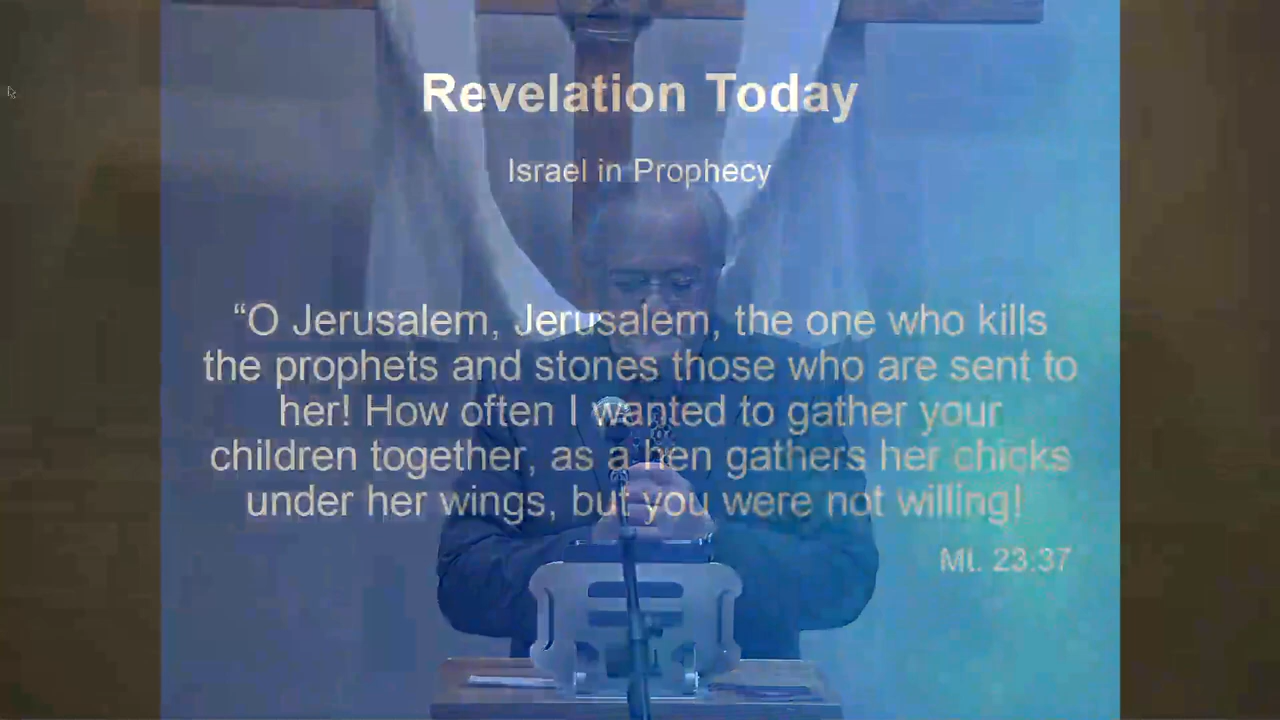 Revelation Today
Israel in Prophecy
“O Jerusalem, Jerusalem, the one who kills
the prophets and stones those who are sent to
her! How often I wanted to gather your
children together, as a hen gathers her chicks
under her wings, but you were not willing!
Mt. 23:37